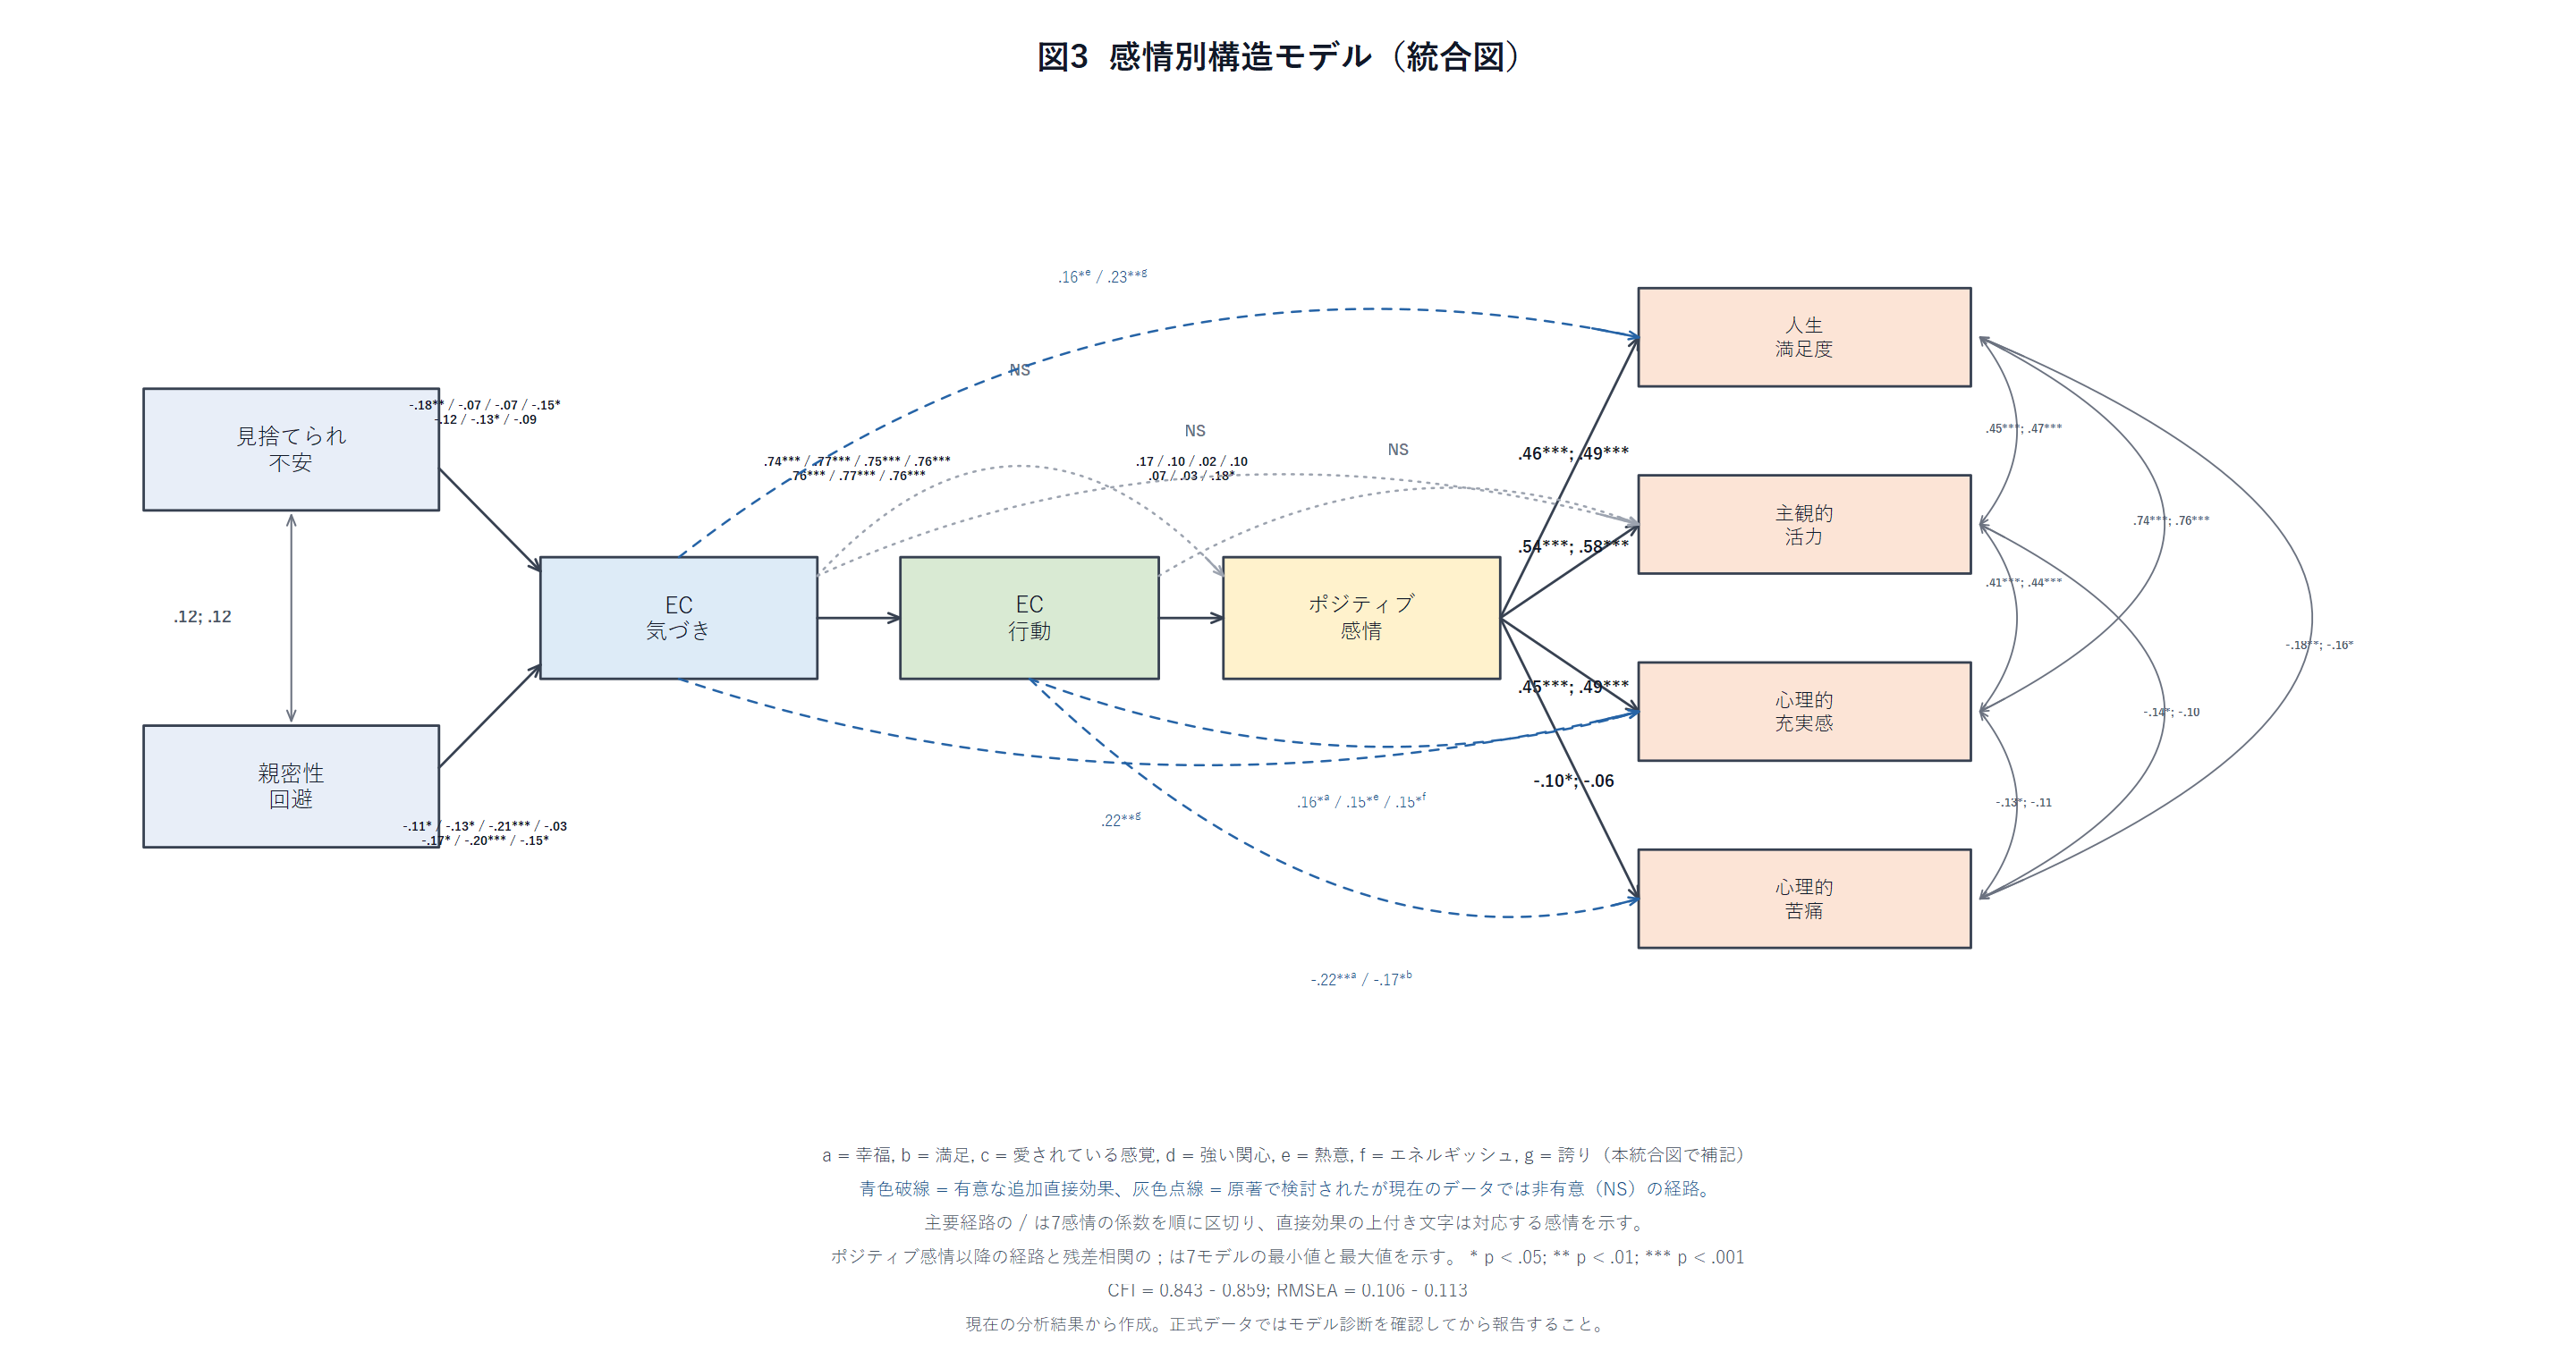 図3 感情別構造モデル（統合図）
.16*ᵉ / .23**ᵍ
NS
NS
NS
見捨てられ
不安
-.18** / -.07 / -.07 / -.15*
-.12 / -.13* / -.09
.74*** / .77*** / .75*** / .76***
.76*** / .77*** / .76***
.17 / .10 / .02 / .10
.07 / .03 / .18*
.12; .12
親密性
回避
-.11* / -.13* / -.21*** / -.03
-.17* / -.20*** / -.15*
EC
気づき
EC
行動
ポジティブ
感情
.46***; .49***
.54***; .58***
.45***; .49***
-.10*; -.06
人生
満足度
主観的
活力
心理的
充実感
心理的
苦痛
.45***; .47***
.74***; .76***
.41***; .44***
-.18**; -.16*
-.14*; -.10
-.13*; -.11
.16*ᵃ / .15*ᵉ / .15*ᶠ
.22**ᵍ
-.22**ᵃ / -.17*ᵇ
a = 幸福, b = 満足, c = 愛されている感覚, d = 強い関心, e = 熱意, f = エネルギッシュ, g = 誇り（本統合図で補記）
青色破線 = 有意な追加直接効果、灰色点線 = 原著で検討されたが現在のデータでは非有意（NS）の経路。
主要経路の / は7感情の係数を順に区切り、直接効果の上付き文字は対応する感情を示す。
ポジティブ感情以降の経路と残差相関の ; は7モデルの最小値と最大値を示す。 * p < .05; ** p < .01; *** p < .001
CFI = 0.843 - 0.859; RMSEA = 0.106 - 0.113
現在の分析結果から作成。正式データではモデル診断を確認してから報告すること。